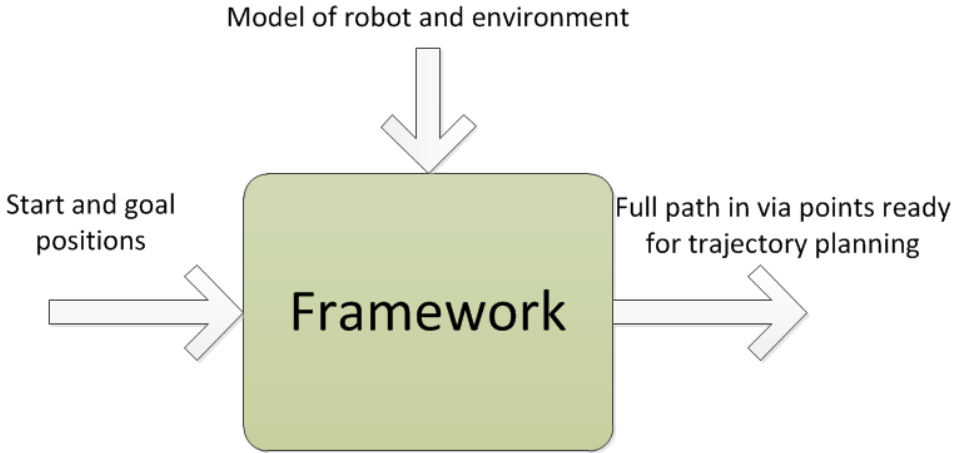 Model of robot and environment
Start and goal
positions
Full path in via points ready
for trajectory planning
Framework